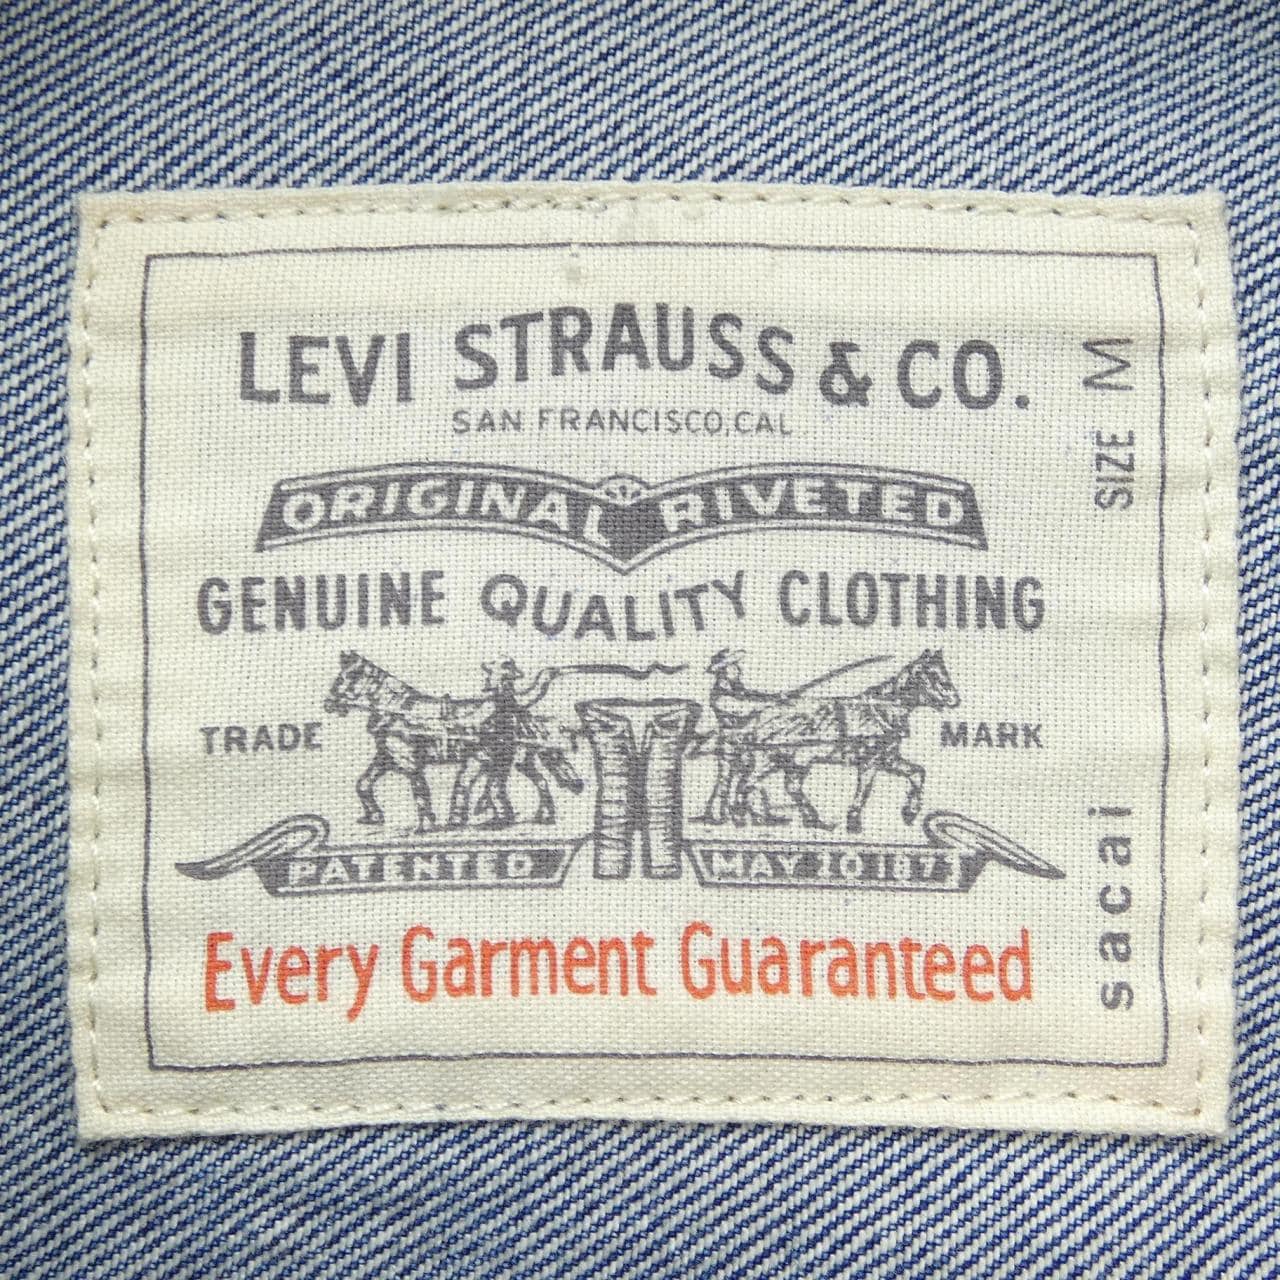 LEVI STRAUSS & CO.
SAN FRANCISCO, CAL
ORIGINAL RIVETED
GENUINE QUALITY CLOTHING
TRADE MARK
PATENTED MAY 20 1873
Every Garment Guaranteed
SIZE M
sacai